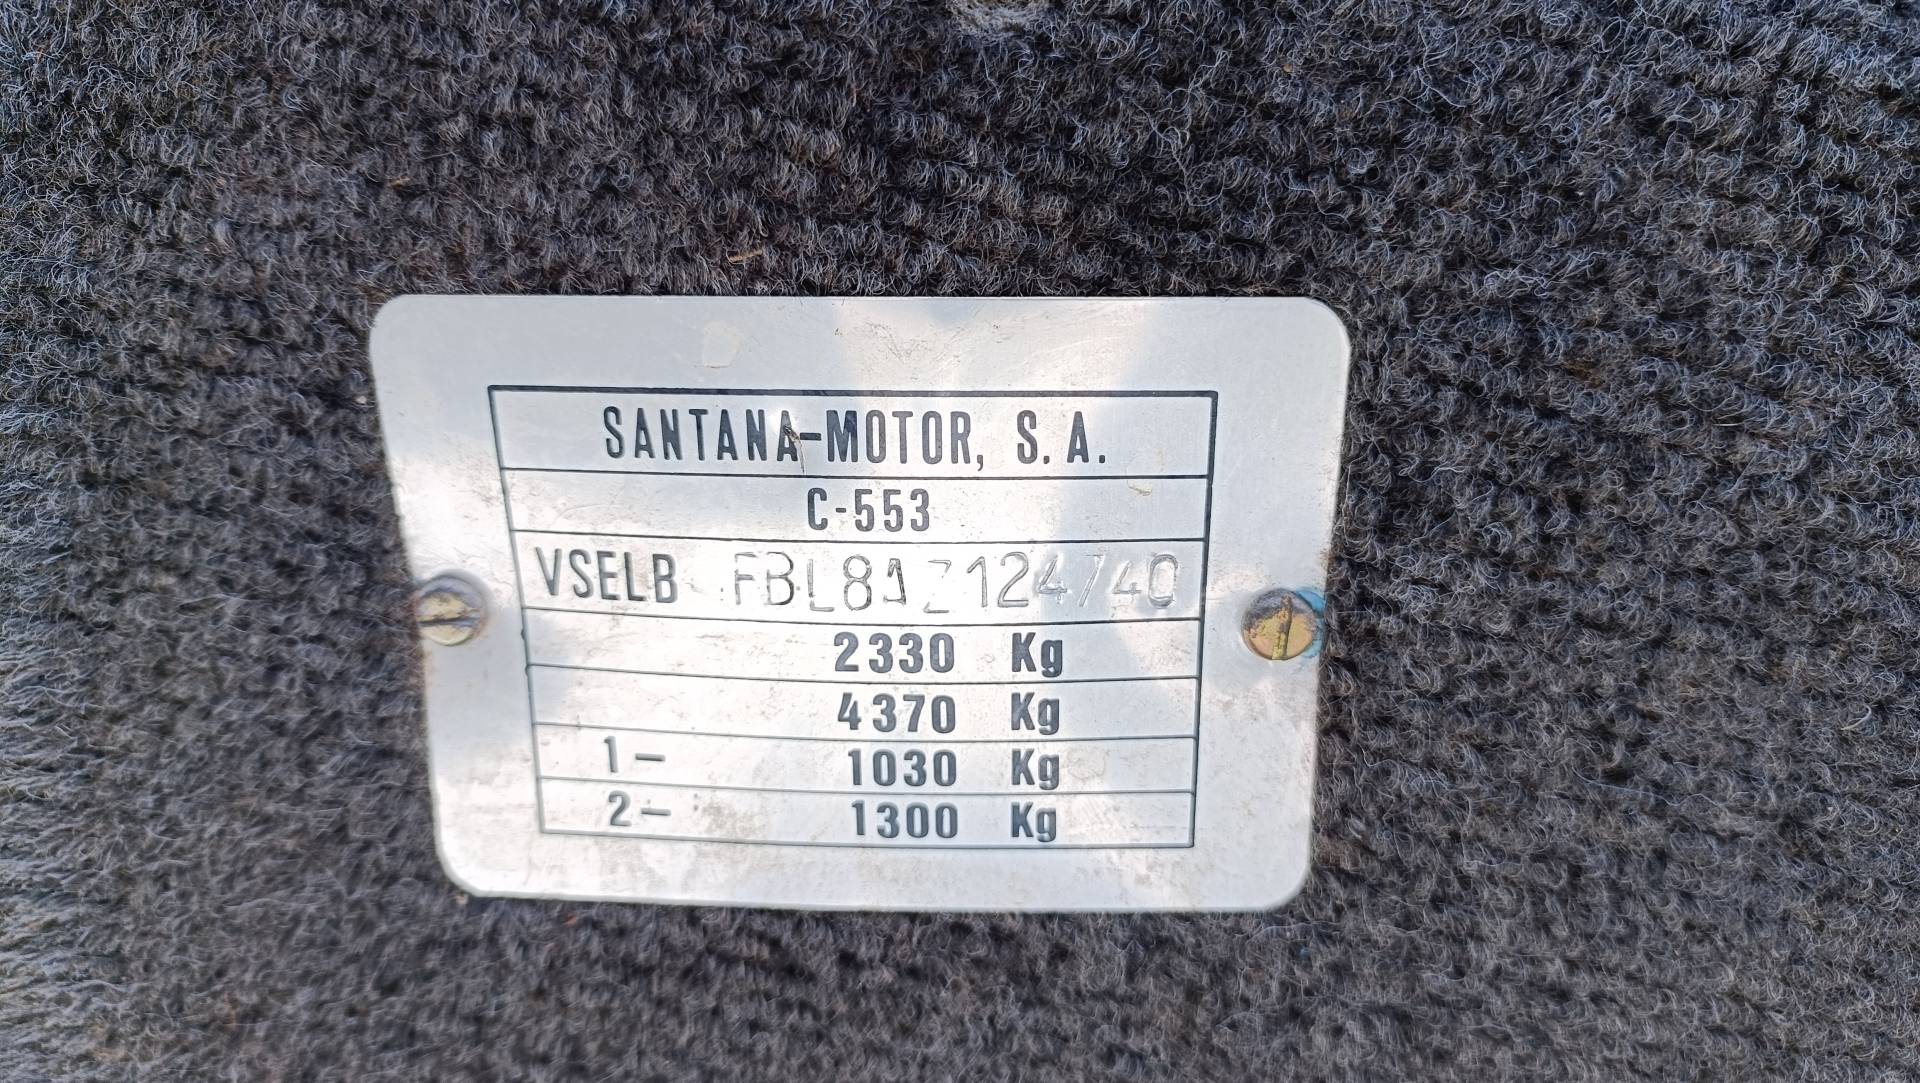 SANTANA-MOTOR, S.A.
C-553
VSELB FBL8AZ124740
2330 Kg
4370 Kg
1- 1030 Kg
2- 1300 Kg